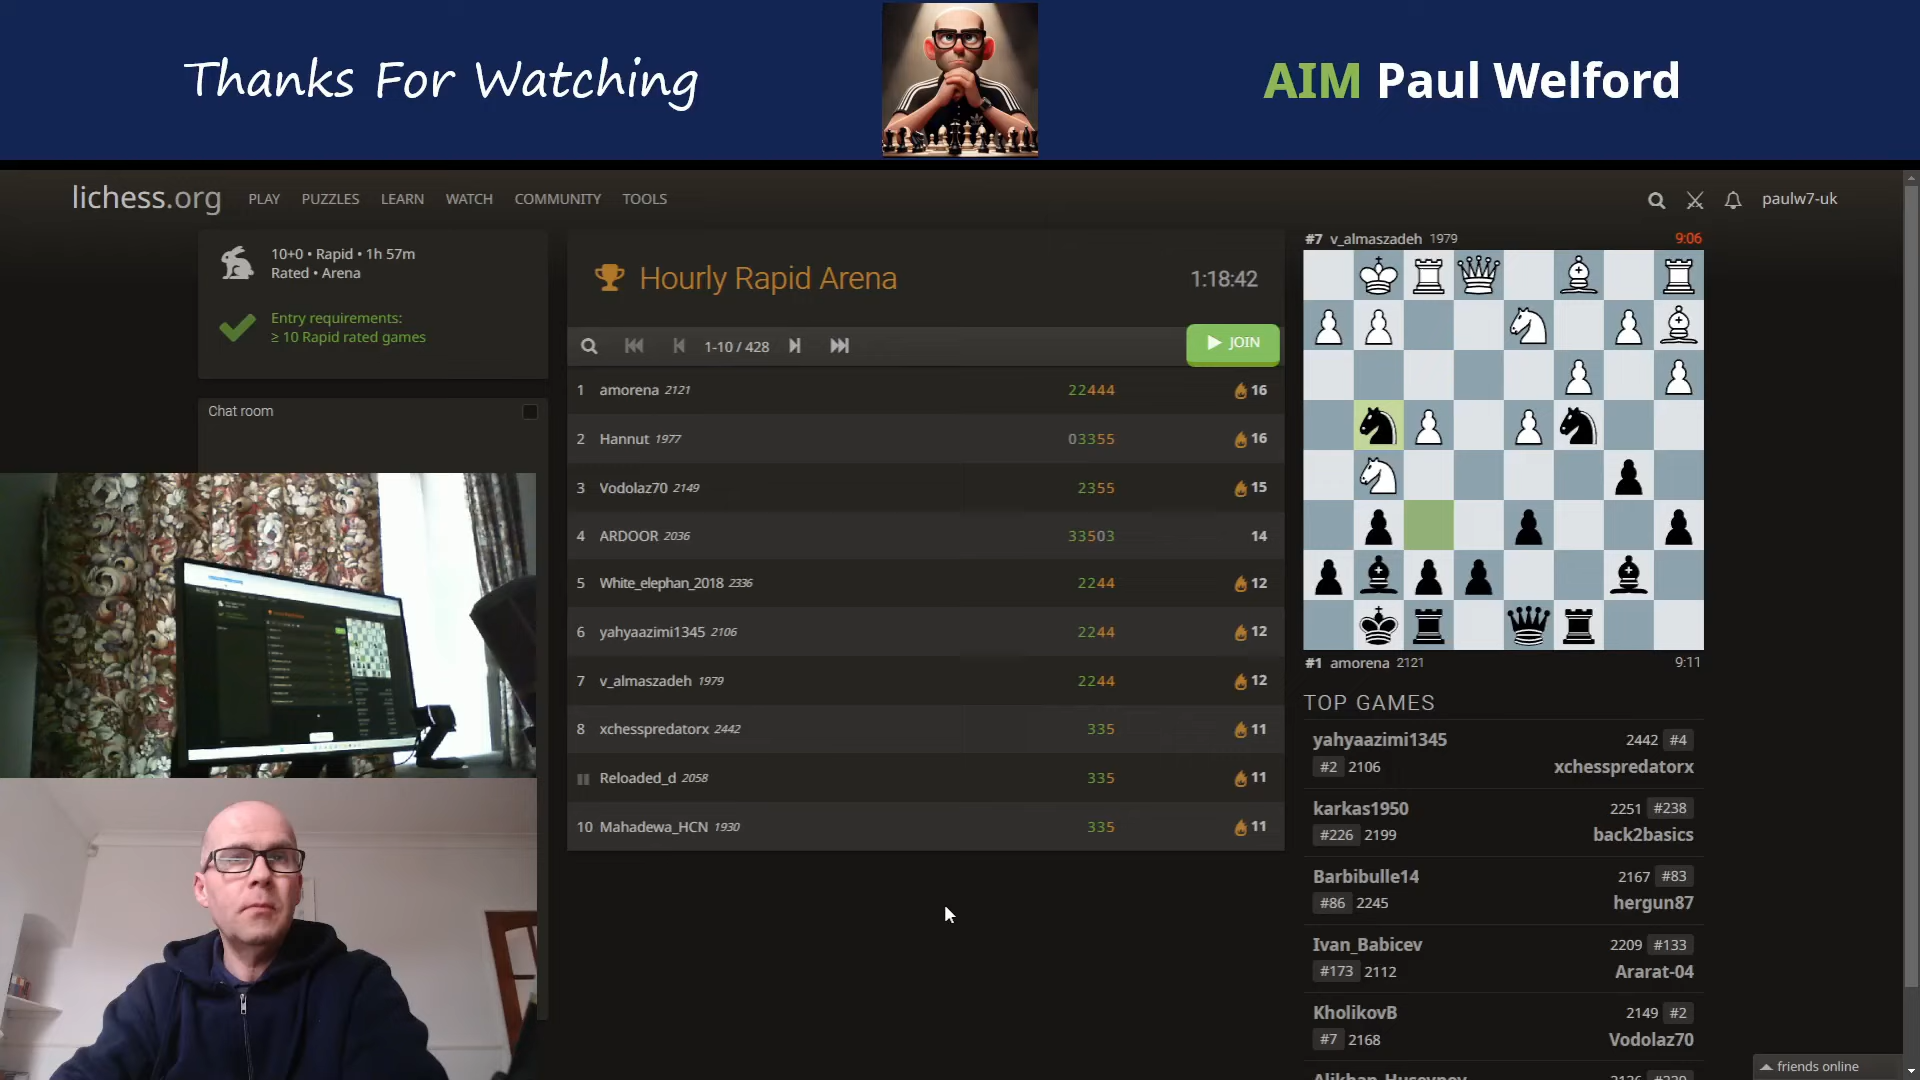 Thanks For Watching
AIM Paul Welford
lichess.org PLAY PUZZLES LEARN WATCH COMMUNITY TOOLS
paulw7-uk
10+0 • Rapid • 1h 57m
Rated • Arena
Entry requirements:
≥ 10 Rapid rated games
Chat room
Hourly Rapid Arena 1:18:42
1-10 / 428
JOIN
1 amorena 2121 22444 16
2 Hannut 1977 03355 16
3 Vodolaz70 2149 2355 15
4 ARDOOR 2036 33503 14
5 White_elephan_2018 2336 2244 12
6 yahyaazimi1345 2106 2244 12
7 v_almaszadeh 1979 2244 12
8 xchesspredatorx 2442 335 11
Reloaded_d 2058 335 11
10 Mahadewa_HCN 1930 335 11
#7 v_almaszadeh 1979 9:06
#1 amorena 2121 9:11
TOP GAMES
yahyaazimi1345 2442 #4
#2 2106 xchesspredatorx
karkas1950 2251 #238
#226 2199 back2basics
Barbibulle14 2167 #83
#86 2245 hergun87
Ivan_Babicev 2209 #133
#173 2112 Ararat-04
KholikovB 2149 #2
#7 2168 Vodolaz70
friends online